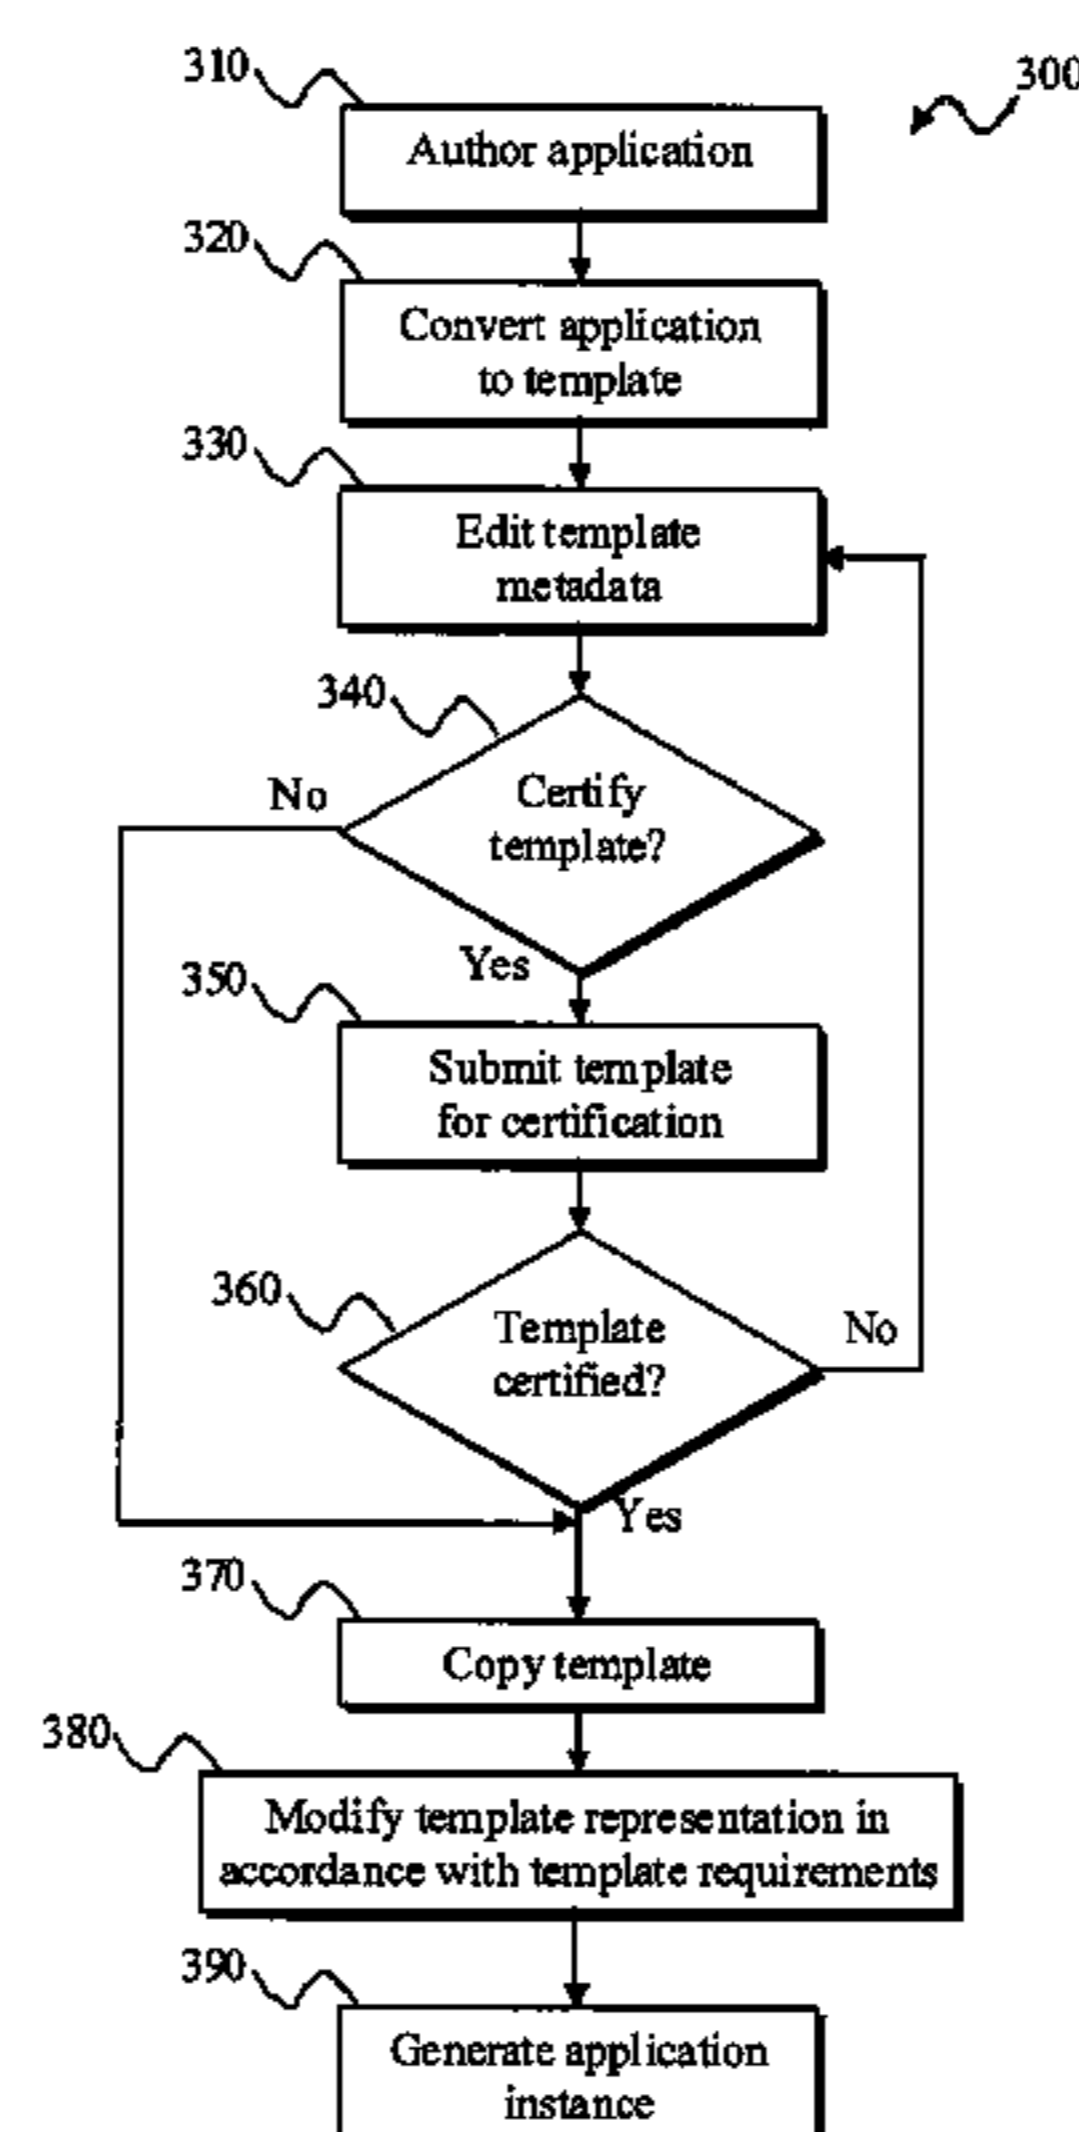 310
300
Author application
320
Convert application
to template
330
Edit template
metadata
340
No
Certify
template?
Yes
350
Submit template
for certification
360
Template
certified?
No
Yes
370
Copy template
380
Modify template representation in
accordance with template requirements
390
Generate application
instance